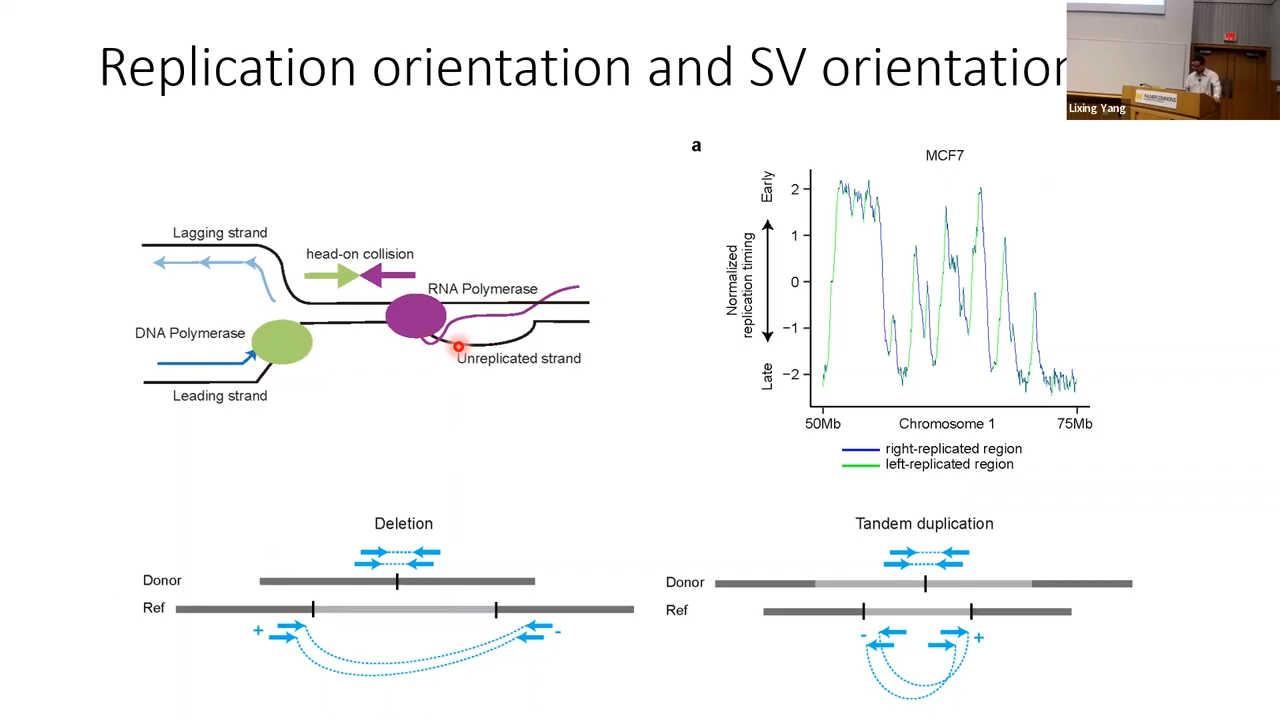 Replication orientation and SV orientation
Lixing Yang
Lagging strand
head-on collision
RNA Polymerase
DNA Polymerase
Unreplicated strand
Leading strand
a
MCF7
Early
Normalized
replication timing
Late
2
1
0
−1
−2
50Mb
Chromosome 1
75Mb
right-replicated region
left-replicated region
Deletion
Donor
Ref
+
-
Tandem duplication
Donor
Ref
-
+